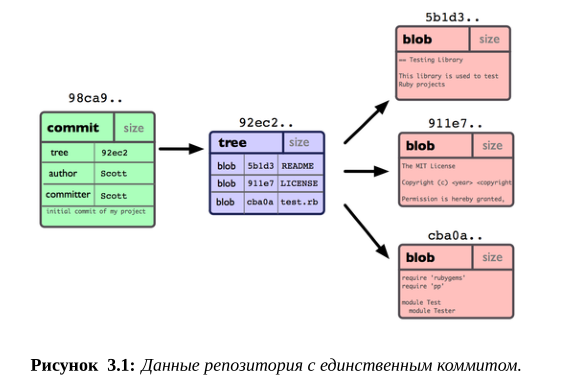 98ca9..
commit size
tree 92ec2
author Scott
committer Scott
initial commit of my project
92ec2..
tree size
blob 5b1d3 README
blob 911e7 LICENSE
blob cba0a test.rb
5b1d3..
blob size
== Testing Library
This library is used to test
Ruby projects
911e7..
blob size
The MIT License
Copyright (c) <year> <copyright
Permission is hereby granted,
cba0a..
blob size
require 'rubygems'
require 'pp'
module Test
module Tester
Рисунок 3.1: Данные репозитория с единственным коммитом.